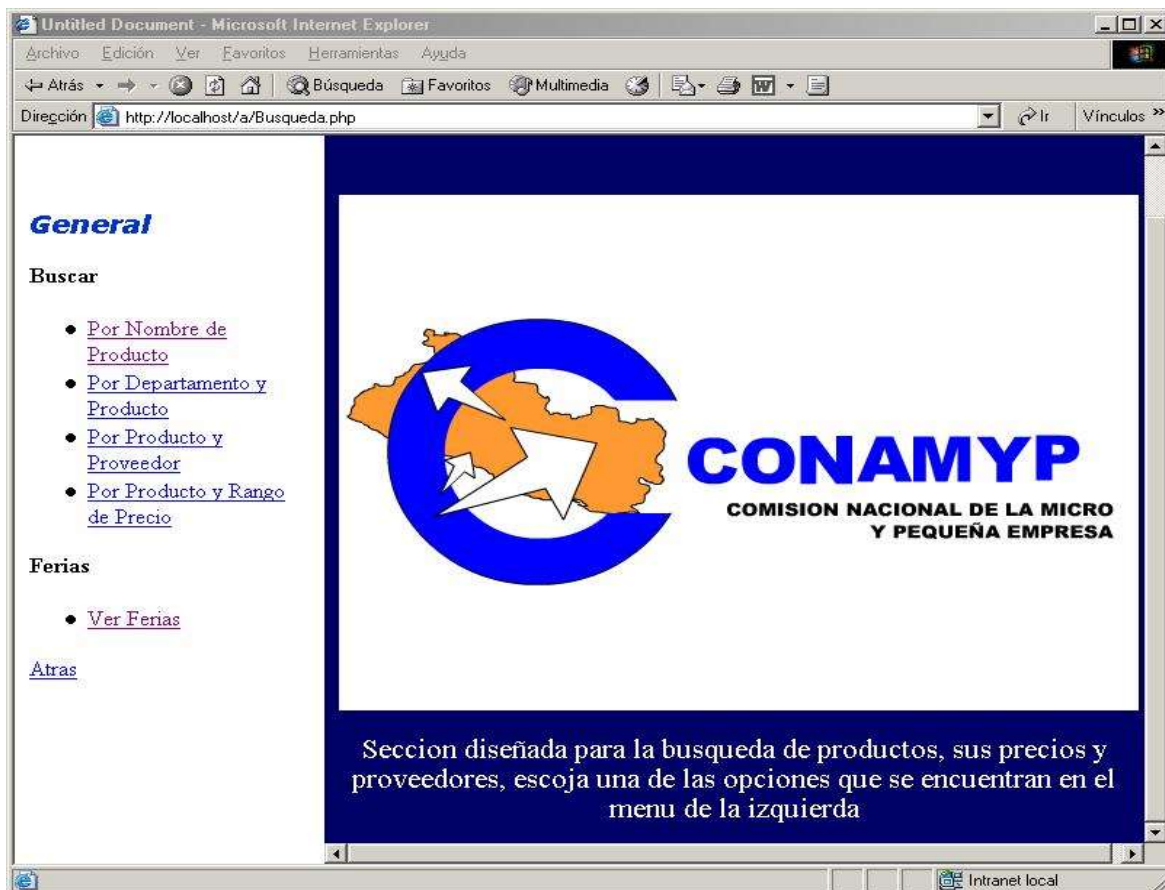 Untitled Document - Microsoft Internet Explorer
Archivo Edición Ver Favoritos Herramientas Ayuda
Atrás Búsqueda Favoritos Multimedia
Dirección http://localhost/a/Busqueda.php Ir Vínculos »
General
Buscar
Por Nombre de
Producto
Por Departamento y
Producto
Por Producto y
Proveedor
Por Producto y Rango
de Precio
Ferias
Ver Ferias
Atras
CONAMYP
COMISION NACIONAL DE LA MICRO
Y PEQUEÑA EMPRESA
Seccion diseñada para la busqueda de productos, sus precios y
proveedores, escoja una de las opciones que se encuentran en el
menu de la izquierda
Intranet local